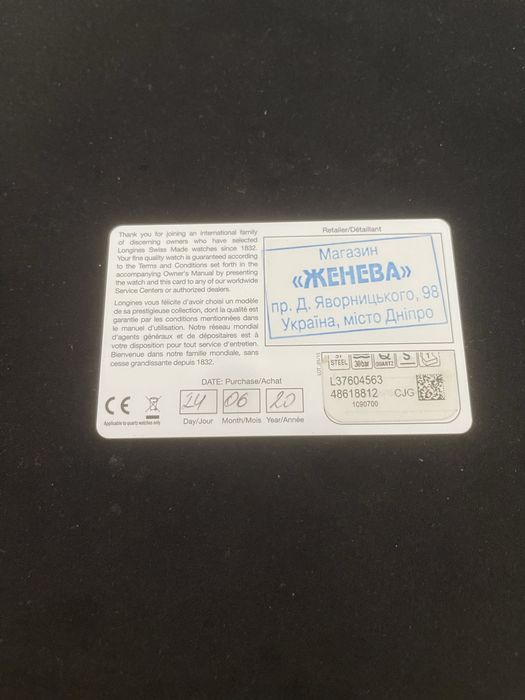 Thank you for joining an international family
of discerning owners who have selected
Longines Swiss Made watches since 1832.
Your fine quality watch is guaranteed according
to the Terms and Conditions set forth in the
accompanying Owner's Manual by presenting
the watch and this card to any of our worldwide
Service Centers or authorized dealers.
Longines vous félicite d'avoir choisi un modèle
de sa prestigieuse collection, dont la qualité est
garantie par les conditions mentionnées dans
le manuel d'utilisation. Notre réseau mondial
d'agents généraux et de dépositaires est à
votre disposition pour tout service d'entretien.
Bienvenue dans notre famille mondiale, sans
cesse grandissante depuis 1832.
Retailer/Détaillant
Магазин
«ЖЕНЕВА»
пр. Д. Яворницького, 98
Україна, місто Дніпро
STEEL 30bar QUARTZ
L37604563
48618812 CJG
1090700
DATE: Purchase/Achat
24 06 20
Day/Jour Month/Mois Year/Année
CE
Applicable to quartz watches only